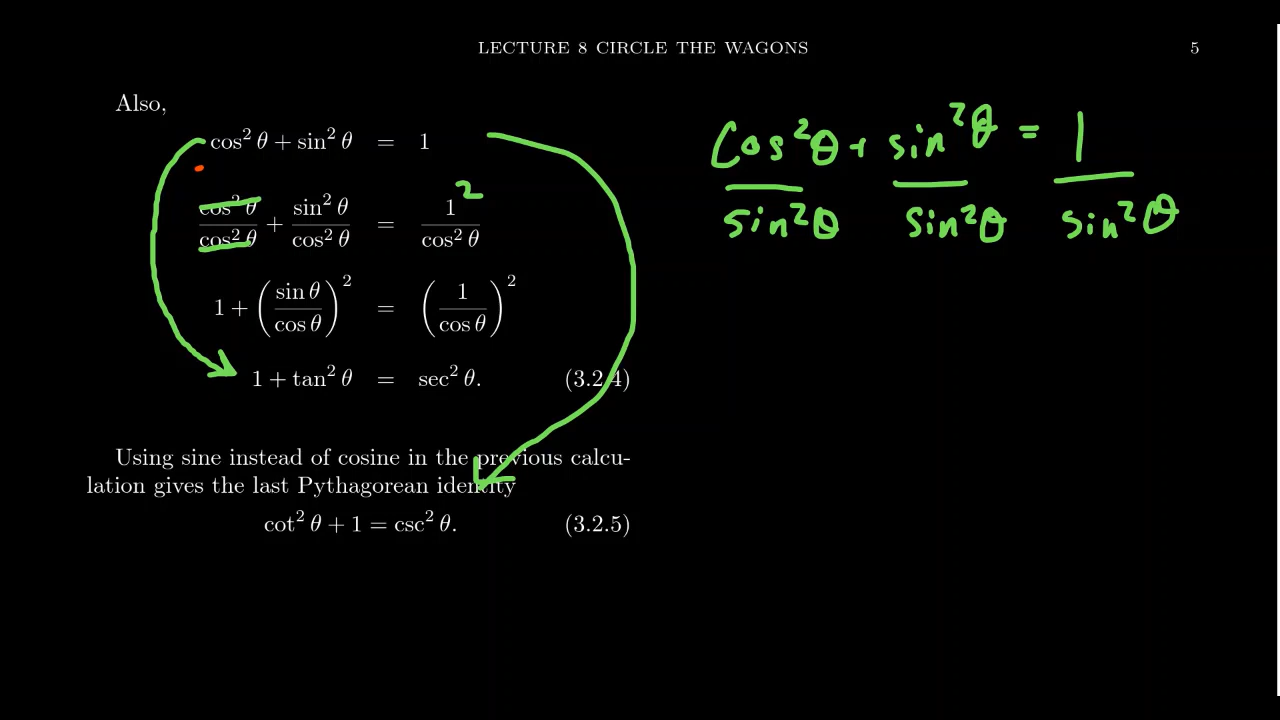 LECTURE 8 CIRCLE THE WAGONS 5
Also,
cos² θ + sin² θ = 1
cos² θ / cos² θ + sin² θ / cos² θ = 1² / cos² θ
1 + (sin θ / cos θ)² = (1 / cos θ)²
1 + tan² θ = sec² θ. (3.2.4)
Using sine instead of cosine in the previous calcu-
lation gives the last Pythagorean identity
cot² θ + 1 = csc² θ. (3.2.5)
cos²θ + sin²θ = 1
sin²θ sin²θ sin²θ